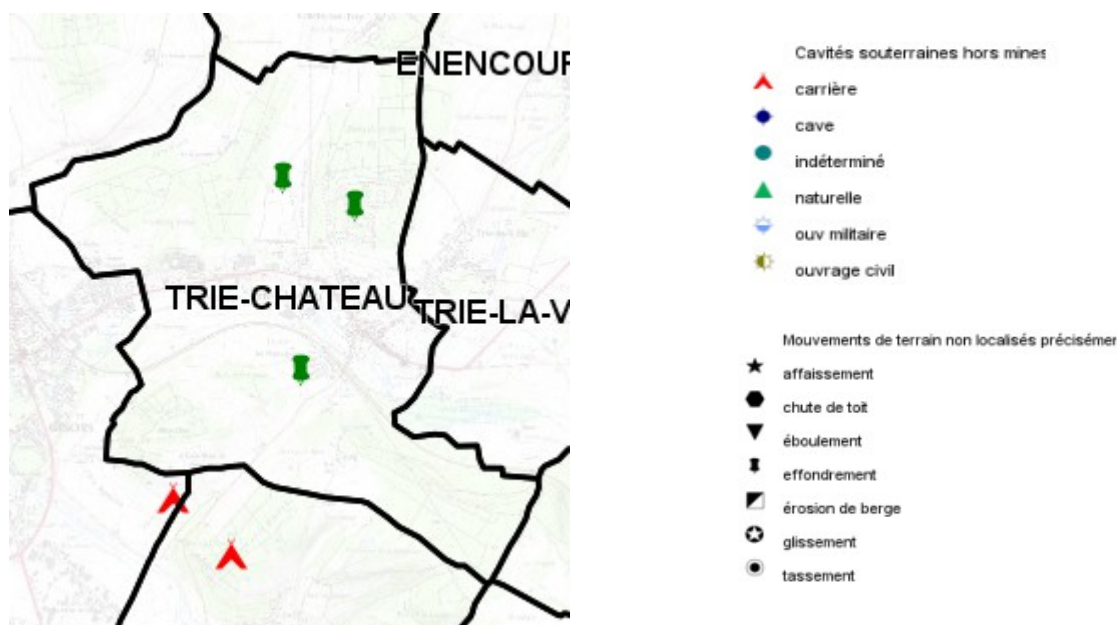 ENENCOUR
TRIE-CHATEAU
TRIE-LA-V
Cavités souterraines hors mines
carrière
cave
indéterminé
naturelle
ouv militaire
ouvrage civil
Mouvements de terrain non localisés préciséme
affaissement
chute de toit
éboulement
effondrement
érosion de berge
glissement
tassement